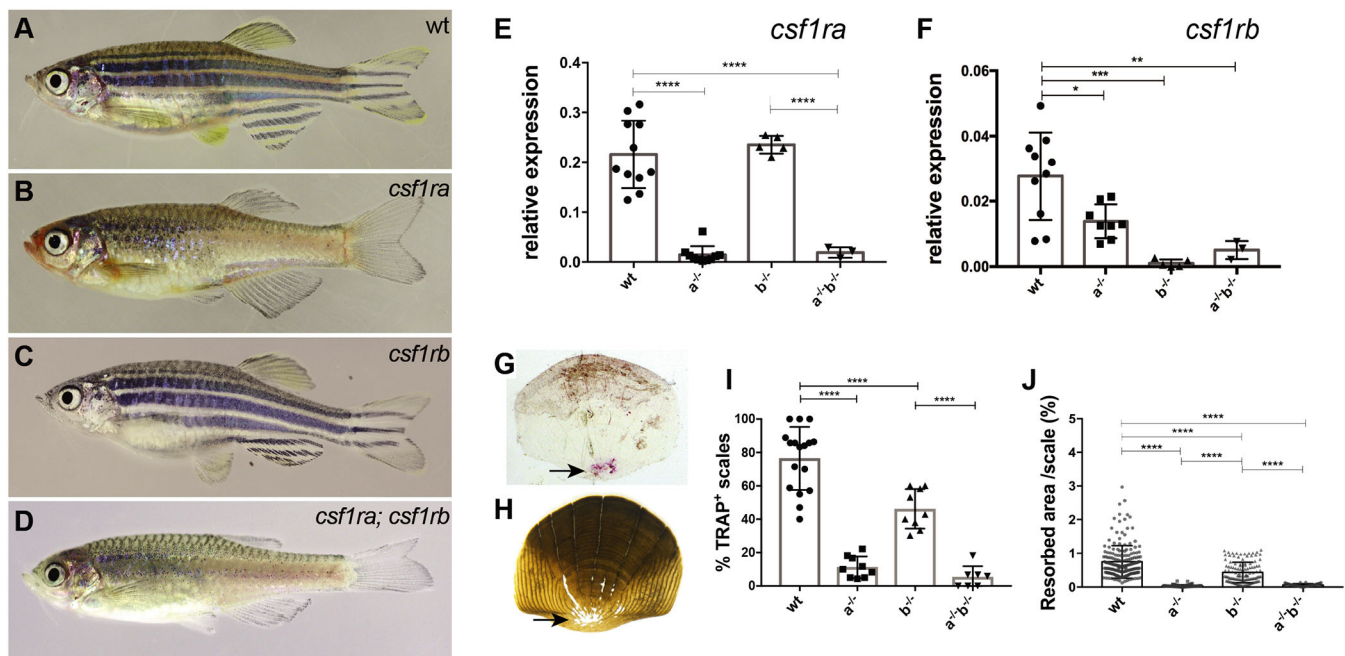 A
wt
B
csf1ra
C
csf1rb
D
csf1ra; csf1rb
E
csf1ra
relative expression
0.4
0.3
0.2
0.1
0.0
****
****
****
wt
a-/-
b-/-
a-/-b-/-
F
csf1rb
relative expression
0.06
0.04
0.02
0.00
**
***
*
wt
a-/-
b-/-
a-/-b-/-
G
H
I
% TRAP+ scales
100
80
60
40
20
0
****
****
****
wt
a-/-
b-/-
a-/-b-/-
J
Resorbed area /scale (%)
5
4
3
2
1
0
****
****
****
****
****
wt
a-/-
b-/-
a-/-b-/-